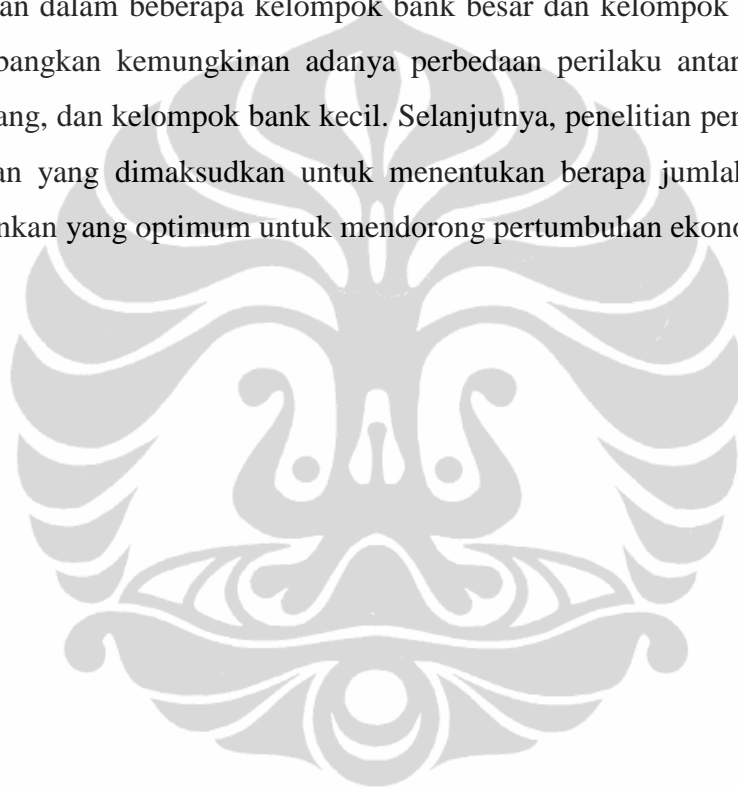 an dalam beberapa kelompok bank besar dan kelompok
bangkan kemungkinan adanya perbedaan perilaku antar
ang, dan kelompok bank kecil. Selanjutnya, penelitian per
an yang dimaksudkan untuk menentukan berapa jumlah
nkan yang optimum untuk mendorong pertumbuhan ekono